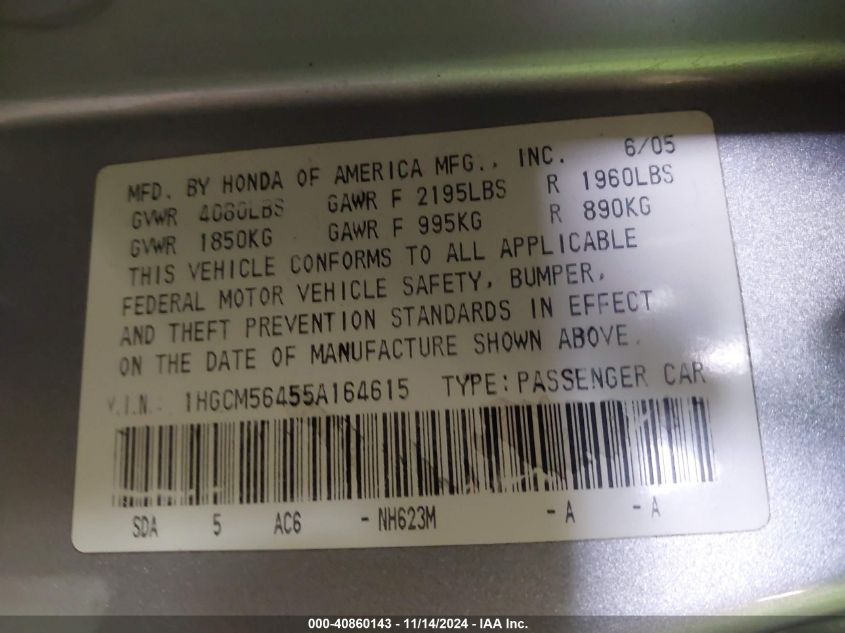 MFD. BY HONDA OF AMERICA MFG., INC. 6/05
GVWR 4080LBS GAWR F 2195LBS R 1960LBS
GVWR 1850KG GAWR F 995KG R 890KG
THIS VEHICLE CONFORMS TO ALL APPLICABLE
FEDERAL MOTOR VEHICLE SAFETY, BUMPER,
AND THEFT PREVENTION STANDARDS IN EFFECT
ON THE DATE OF MANUFACTURE SHOWN ABOVE.
V.I.N.: 1HGCM56455A164615 TYPE: PASSENGER CAR
SDA 5 AC6 - NH623M - A - A
000-40860143 - 11/14/2024 - IAA Inc.